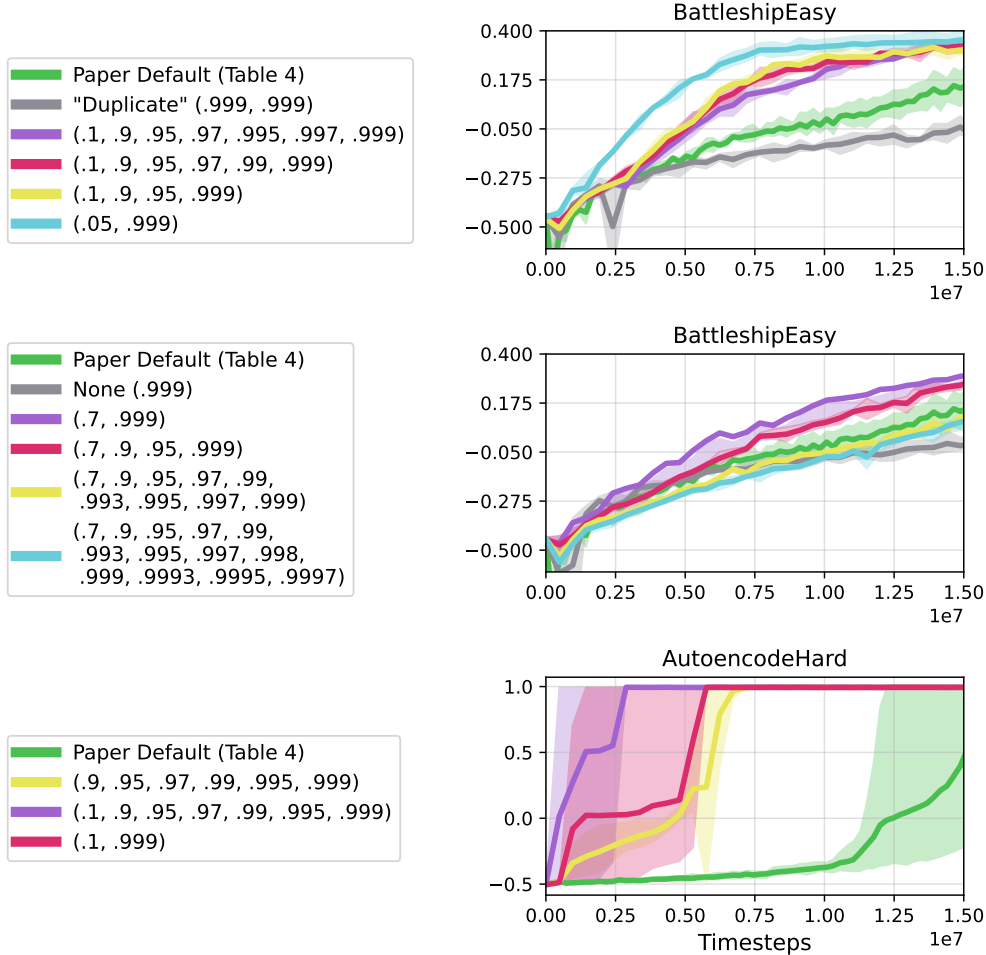 BattleshipEasy
Paper Default (Table 4)
"Duplicate" (.999, .999)
(.1, .9, .95, .97, .995, .997, .999)
(.1, .9, .95, .97, .99, .999)
(.1, .9, .95, .999)
(.05, .999)
0.400
0.175
−0.050
−0.275
−0.500
0.00 0.25 0.50 0.75 1.00 1.25 1.50
1e7
BattleshipEasy
Paper Default (Table 4)
None (.999)
(.7, .999)
(.7, .9, .95, .999)
(.7, .9, .95, .97, .99,
.993, .995, .997, .999)
(.7, .9, .95, .97, .99,
.993, .995, .997, .998,
.999, .9993, .9995, .9997)
0.400
0.175
−0.050
−0.275
−0.500
0.00 0.25 0.50 0.75 1.00 1.25 1.50
1e7
AutoencodeHard
Paper Default (Table 4)
(.9, .95, .97, .99, .995, .999)
(.1, .9, .95, .97, .99, .995, .999)
(.1, .999)
1.0
0.5
0.0
−0.5
0.00 0.25 0.50 0.75 1.00 1.25 1.50
1e7
Timesteps